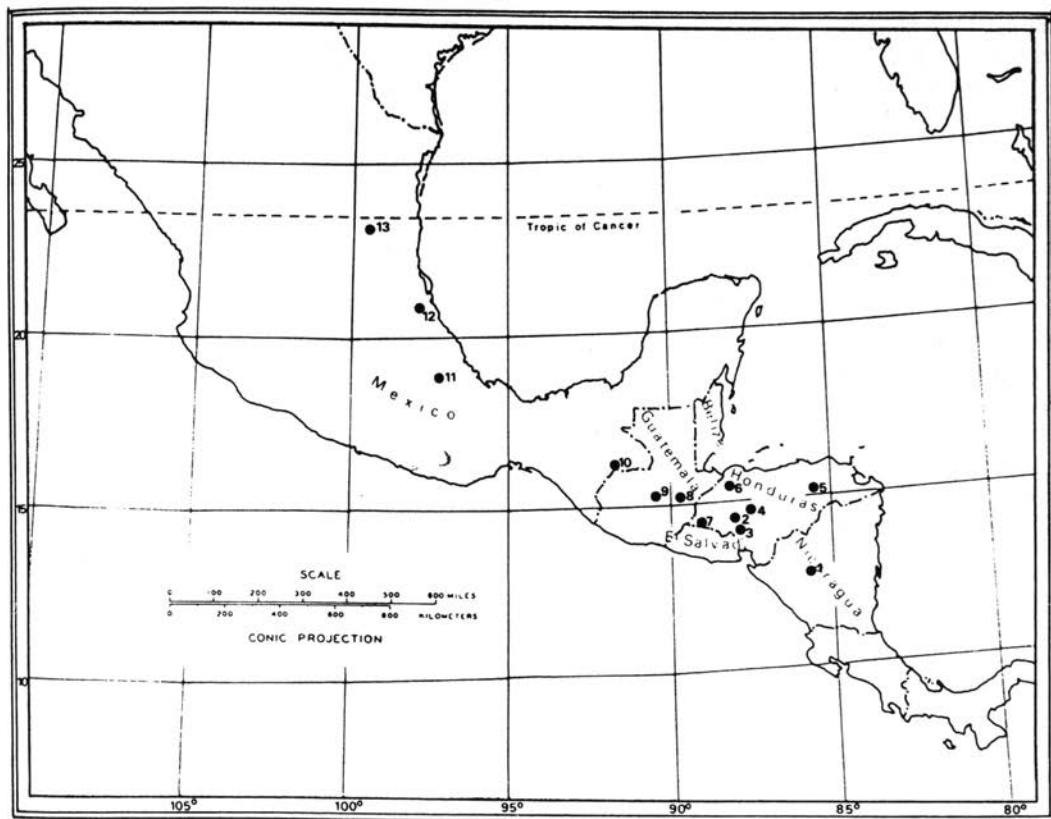 25
Tropic of Cancer
13
12
20
Mexico
11
Belize
Guatemala
10
9
8
Honduras
6
5
4
2
3
7
15
El Salvad
Nicaragua
1
SCALE
0 100 200 300 400 500 600 MILES
0 200 400 600 800 KILOMETERS
CONIC PROJECTION
10
105° 100° 95° 90° 85° 80°